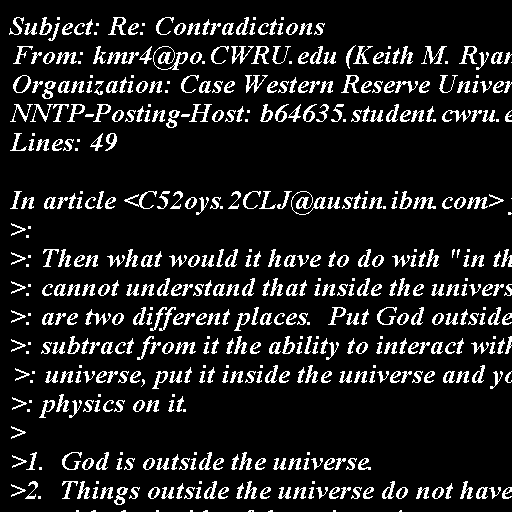 Subject: Re: Contradictions
From: kmr4@po.CWRU.edu (Keith M. Ryan
Organization: Case Western Reserve Univer
NNTP-Posting-Host: b64635.student.cwru.e
Lines: 49

In article <C52oys.2CLJ@austin.ibm.com>
>:
>: Then what would it have to do with "in th
>: cannot understand that inside the univers
>: are two different places.  Put God outside
>: subtract from it the ability to interact with
>: universe, put it inside the universe and yo
>: physics on it.
>
>1.  God is outside the universe.
>2.  Things outside the universe do not have